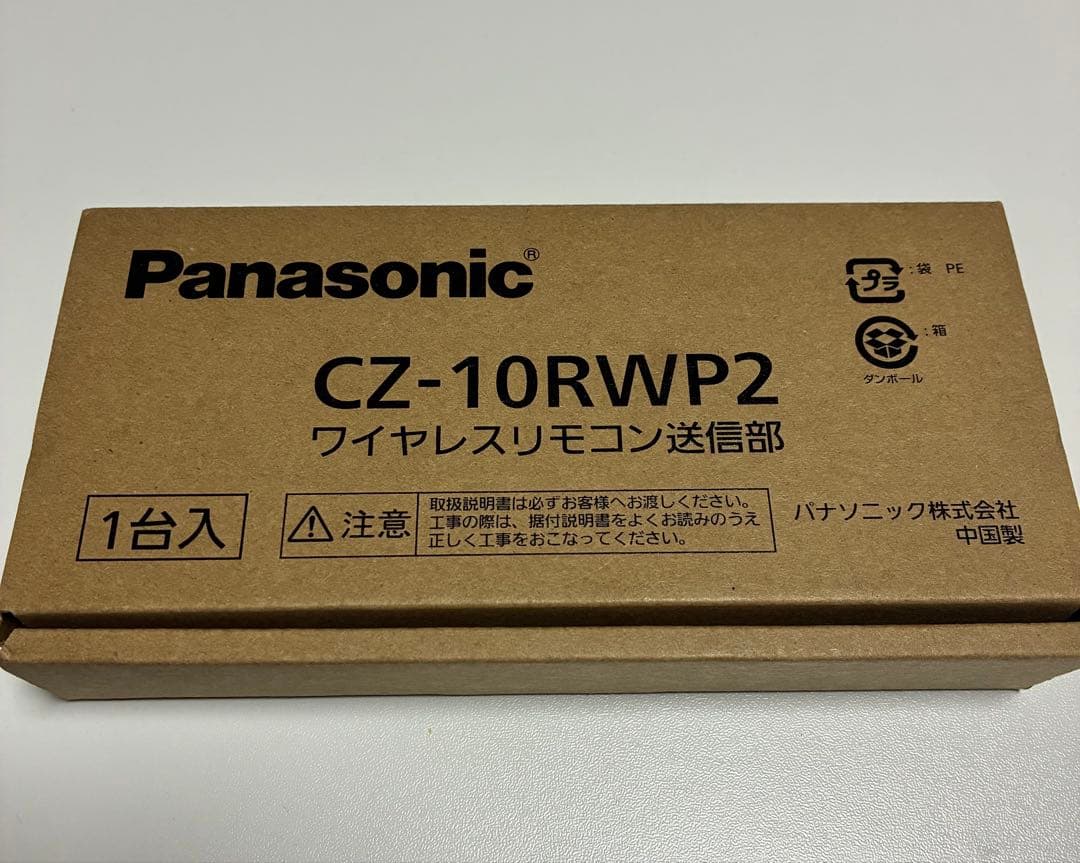 Panasonic®
プラ :袋 PE
:箱
ダンボール
CZ-10RWP2
ワイヤレスリモコン送信部
1台入
注意
取扱説明書は必ずお客様へお渡しください。
工事の際は、据付説明書をよくお読みのうえ
正しく工事をおこなってください。
パナソニック株式会社
中国製